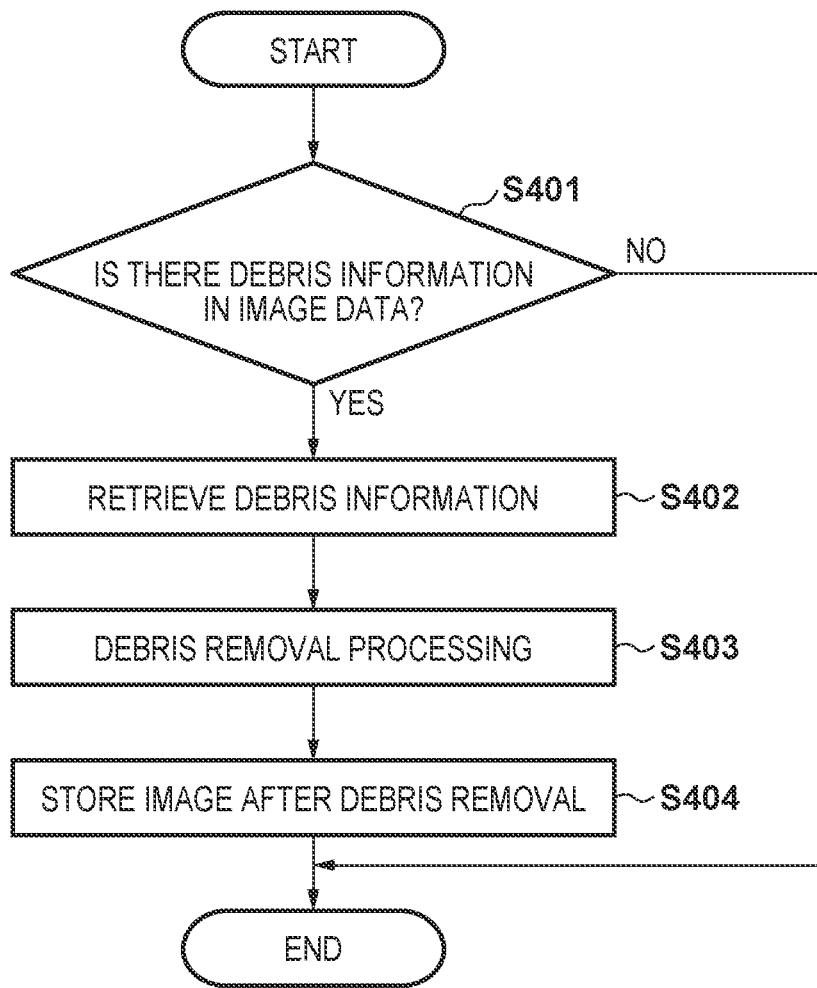 START
S401
IS THERE DEBRIS INFORMATION
IN IMAGE DATA?
NO
YES
RETRIEVE DEBRIS INFORMATION
S402
DEBRIS REMOVAL PROCESSING
S403
STORE IMAGE AFTER DEBRIS REMOVAL
S404
END